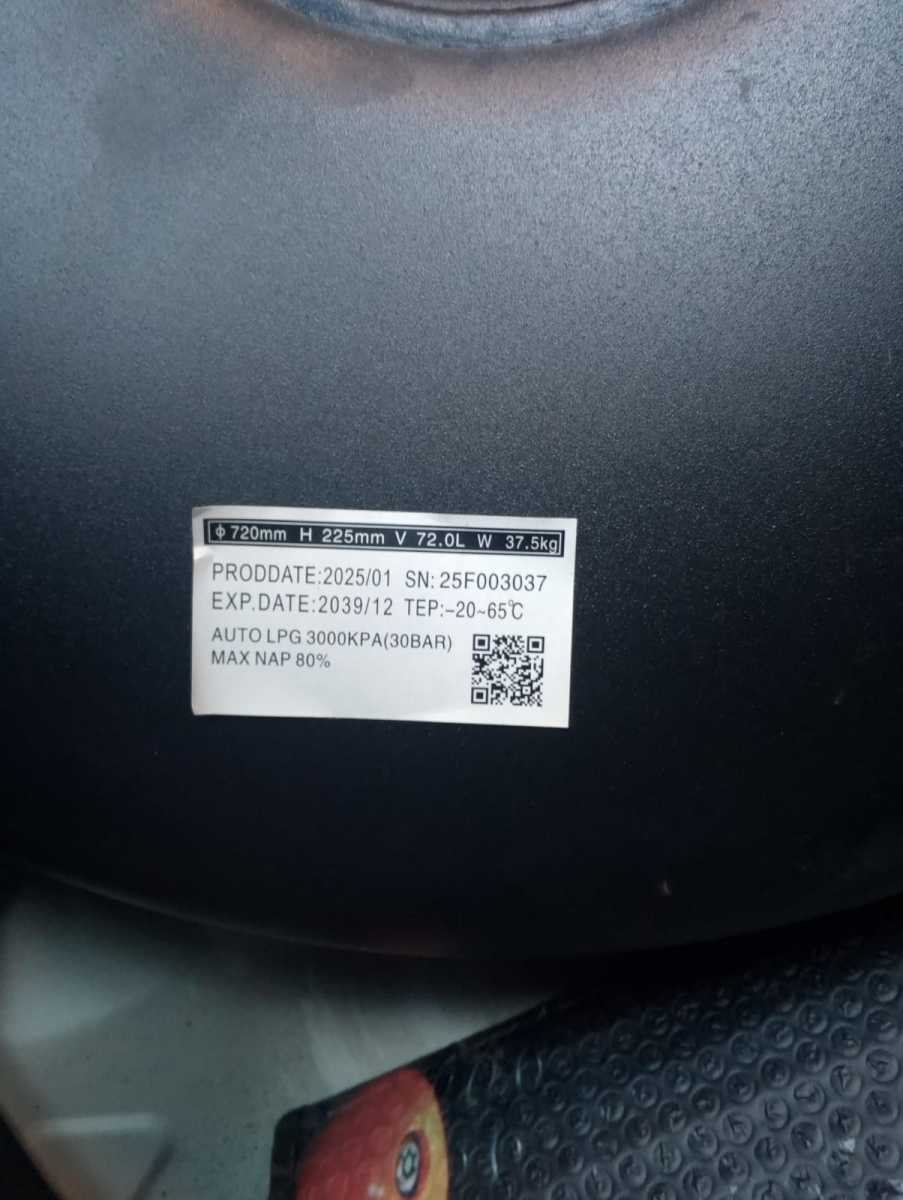 ϕ 720mm H 225mm V 72.0L W 37.5kg
PRODDATE:2025/01 SN:25F003037
EXP.DATE:2039/12 TEP:-20~65℃
AUTO LPG 3000KPA(30BAR)
MAX NAP 80%